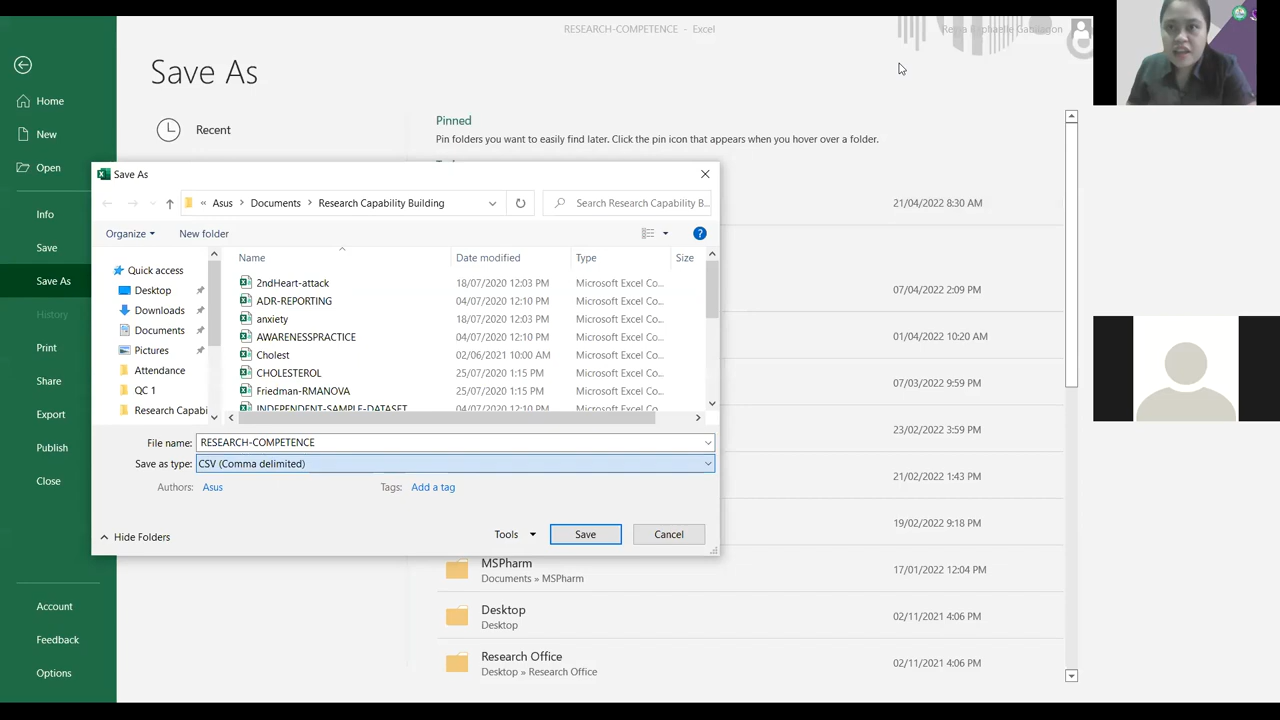 RESEARCH-COMPETENCE - Excel
Save As
Home
New
Open
Info
Save
Save As
History
Print
Share
Export
Publish
Close
Account
Feedback
Options
Recent
Pinned
Pin folders you want to easily find later. Click the pin icon that appears when you hover over a folder.
Save As
Asus
Documents
Research Capability Building
Search Research Capability B...
Organize
New folder
Quick access
Desktop
Downloads
Documents
Pictures
Attendance
QC 1
Research Capabi
Name Date modified Type Size
2ndHeart-attack 18/07/2020 12:03 PM Microsoft Excel Co...
ADR-REPORTING 04/07/2020 12:10 PM Microsoft Excel Co...
anxiety 18/07/2020 12:03 PM Microsoft Excel Co...
AWARENESSPRACTICE 04/07/2020 12:10 PM Microsoft Excel Co...
Cholest 02/06/2021 10:00 AM Microsoft Excel Co...
CHOLESTEROL 25/07/2020 1:15 PM Microsoft Excel Co...
Friedman-RMANOVA 25/07/2020 1:15 PM Microsoft Excel Co...
INDEPENDENT-SAMPLE-DATASET 04/07/2020 12:10 PM Microsoft Excel Co...
File name: RESEARCH-COMPETENCE
Save as type: CSV (Comma delimited)
Authors: Asus Tags: Add a tag
Hide Folders
Tools
Save
Cancel
21/04/2022 8:30 AM
07/04/2022 2:09 PM
01/04/2022 10:20 AM
07/03/2022 9:59 PM
23/02/2022 3:59 PM
21/02/2022 1:43 PM
19/02/2022 9:18 PM
MSPharm
Documents » MSPharm
17/01/2022 12:04 PM
Desktop
Desktop
02/11/2021 4:06 PM
Research Office
Desktop » Research Office
02/11/2021 4:06 PM